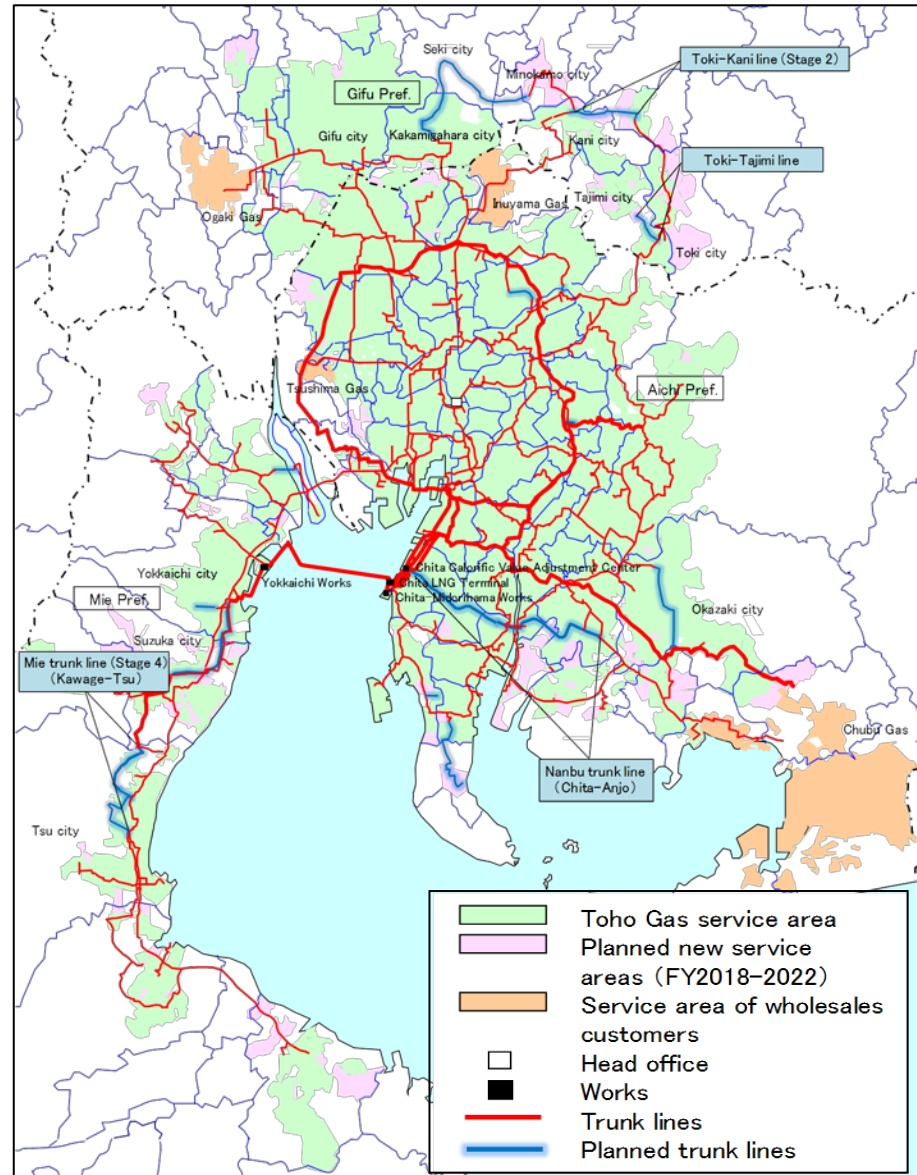 Seki city
Toki-Kani line (Stage 2)
Minokamo city
Gifu Pref.
Gifu city
Kakamigahara city
Kani city
Toki-Tajimi line
Ogaki Gas
Inuyama Gas
Tajimi city
Toki city
Tsushima Gas
Aichi Pref.
Chita Calorific Value Adjustment Center
Yokkaichi city
Yokkaichi Works
Chita LNG Terminal
Chita-Midorihama Works
Mie Pref.
Okazaki city
Suzuka city
Mie trunk line (Stage 4)
(Kawage-Tsu)
Chubu Gas
Nanbu trunk line
(Chita-Anjo)
Tsu city
Toho Gas service area
Planned new service
areas (FY2018-2022)
Service area of wholesales
customers
Head office
Works
Trunk lines
Planned trunk lines